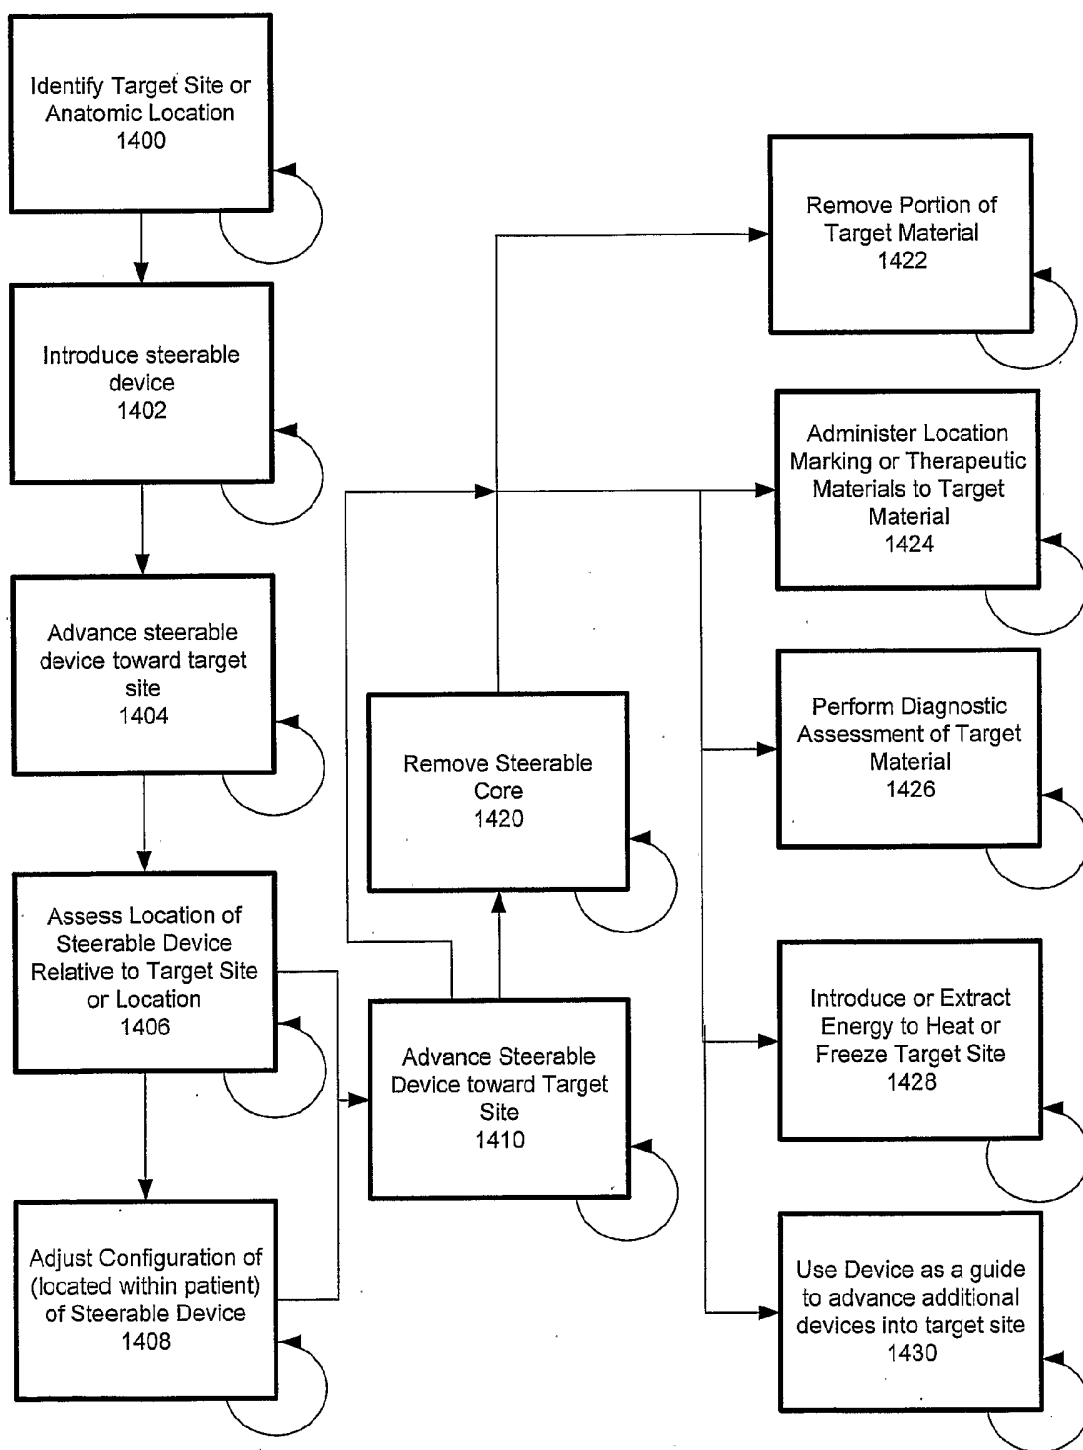 Identify Target Site or
Anatomic Location
1400
Introduce steerable
device
1402
Advance steerable
device toward target
site
1404
Assess Location of
Steerable Device
Relative to Target Site
or Location
1406
Adjust Configuration of
(located within patient)
of Steerable Device
1408
Remove Steerable
Core
1420
Advance Steerable
Device toward Target
Site
1410
Remove Portion of
Target Material
1422
Administer Location
Marking or Therapeutic
Materials to Target
Material
1424
Perform Diagnostic
Assessment of Target
Material
1426
Introduce or Extract
Energy to Heat or
Freeze Target Site
1428
Use Device as a guide
to advance additional
devices into target site
1430